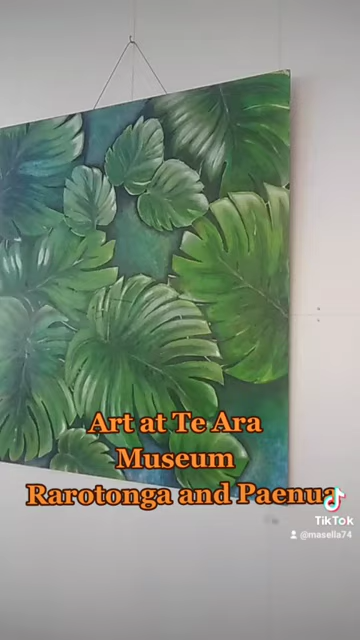 Art at Te Ara
Museum
Rarotonga and Paenua
TikTok
@masella74